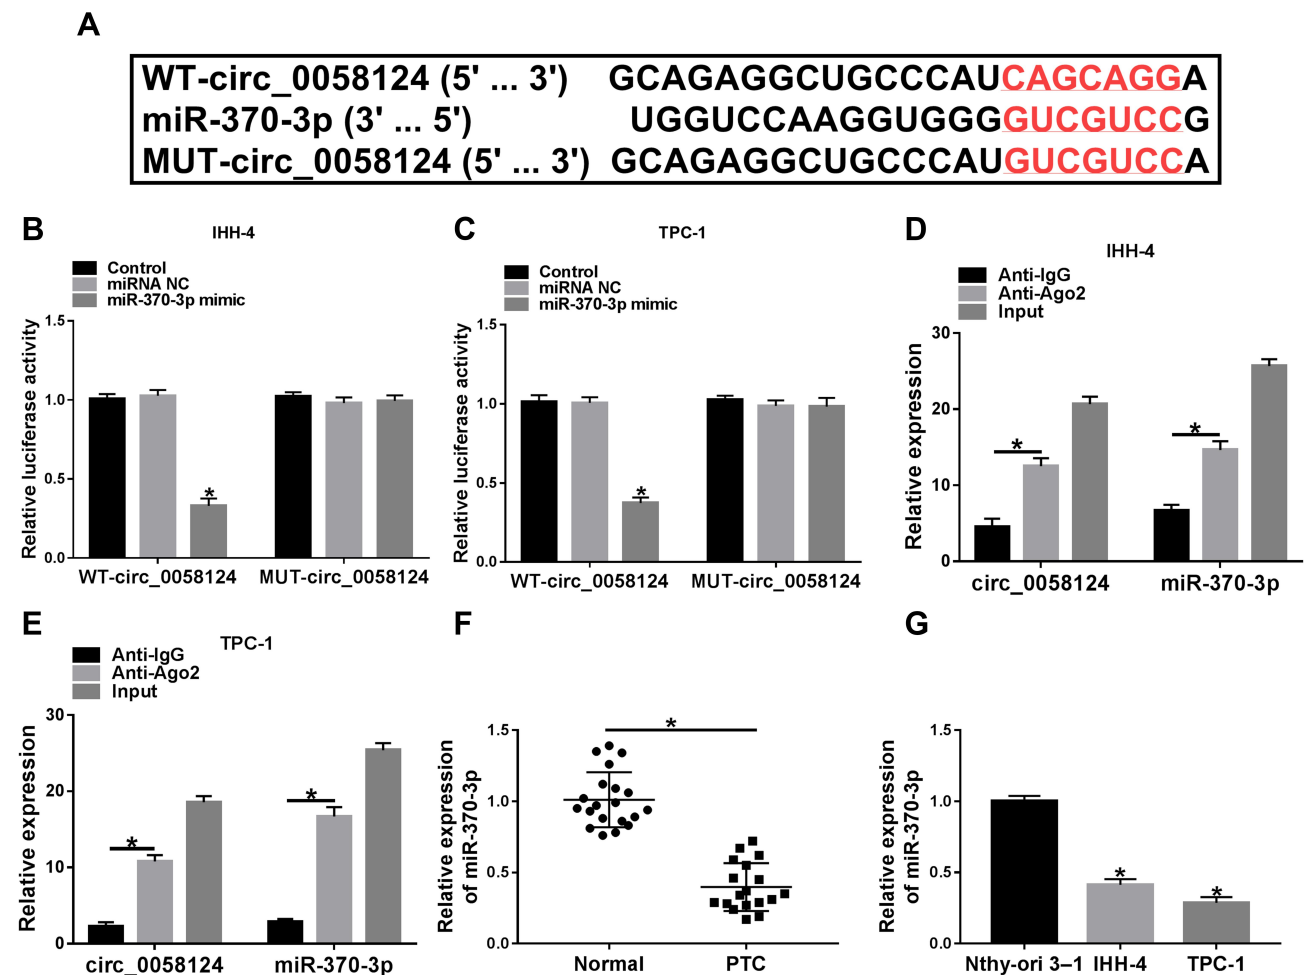 A
WT-circ_0058124 (5' ... 3') GCAGAGGCUGCCCAUCAGCAGGA
miR-370-3p (3' ... 5') UGGUCCAAGGUGGGGUCGUCCG
MUT-circ_0058124 (5' ... 3') GCAGAGGCUGCCCAUGUCGUCCA
B
IHH-4
Control
miRNA NC
miR-370-3p mimic
Relative luciferase activity
1.5
1.0
0.5
0.0
*
WT-circ_0058124 MUT-circ_0058124
C
TPC-1
Control
miRNA NC
miR-370-3p mimic
Relative luciferase activity
1.5
1.0
0.5
0.0
*
WT-circ_0058124 MUT-circ_0058124
D
IHH-4
Anti-IgG
Anti-Ago2
Input
Relative expression
30
20
10
0
* *
circ_0058124 miR-370-3p
E
TPC-1
Anti-IgG
Anti-Ago2
Input
Relative expression
30
20
10
0
* *
circ_0058124 miR-370-3p
F
Relative expression
of miR-370-3p
1.5
1.0
0.5
0.0
*
Normal PTC
G
Relative expression
of miR-370-3p
1.5
1.0
0.5
0.0
* *
Nthy-ori 3–1 IHH-4 TPC-1